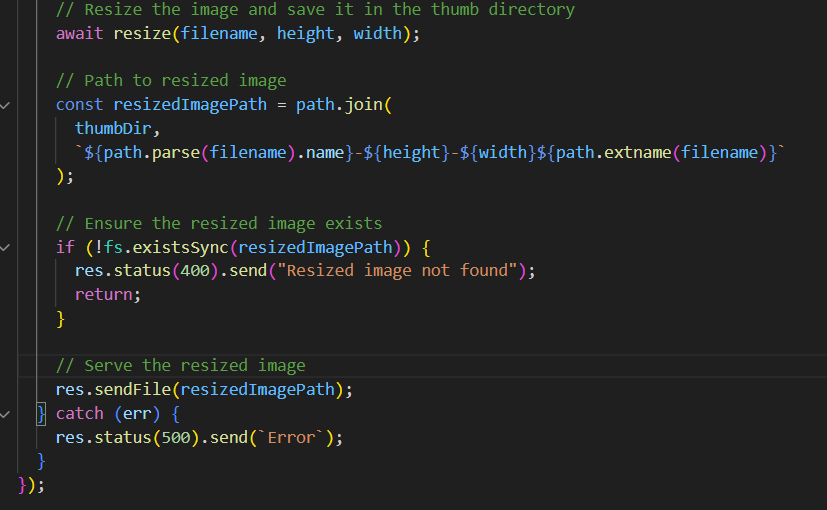 // Resize the image and save it in the thumb directory
await resize(filename, height, width);
// Path to resized image
const resizedImagePath = path.join(
thumbDir,
`${path.parse(filename).name}-${height}-${width}${path.extname(filename)}`
);
// Ensure the resized image exists
if (!fs.existsSync(resizedImagePath)) {
res.status(400).send("Resized image not found");
return;
}
// Serve the resized image
res.sendFile(resizedImagePath);
} catch (err) {
res.status(500).send(`Error`);
}
});